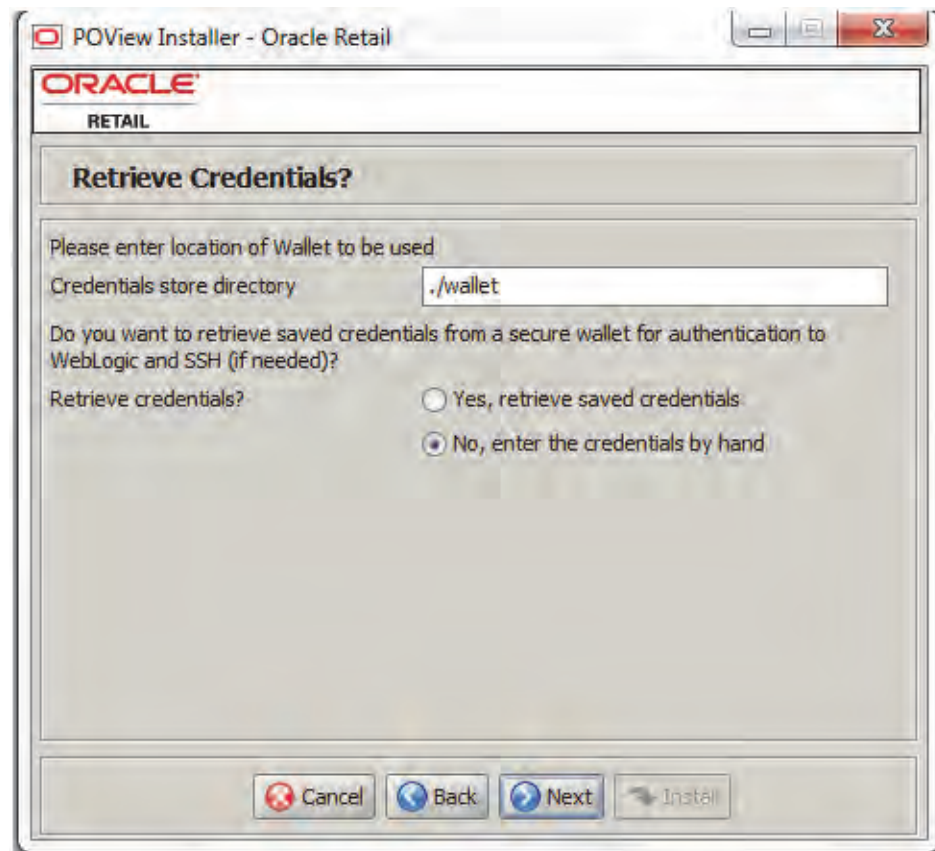 POView Installer - Oracle Retail
ORACLE
RETAIL
Retrieve Credentials?
Please enter location of Wallet to be used
Credentials store directory
./wallet
Do you want to retrieve saved credentials from a secure wallet for authentication to
WebLogic and SSH (if needed)?
Retrieve credentials?
Yes, retrieve saved credentials
No, enter the credentials by hand
Cancel
Back
Next
Install